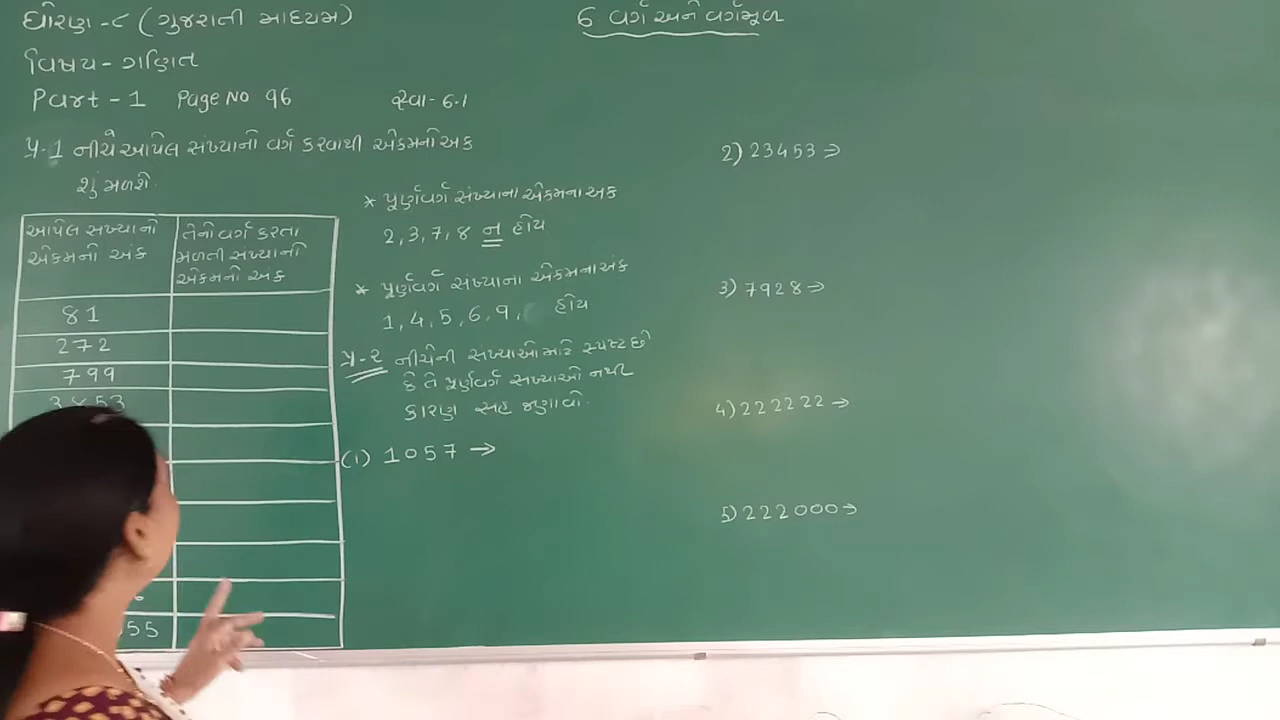 ધોરણ - ૮ (ગુજરાતી માધ્યમ)
6 વર્ગ અને વર્ગમૂળ
વિષય - ગણિત
Part - 1 Page No 96 સ્વા - 6.1
પ્ર.1 નીચે આપેલ સંખ્યાનો વર્ગ કરવાથી એકમનો અંક
શું મળશે.
આપેલ સંખ્યાનો
એકમનો અંક
તેનો વર્ગ કરતા
મળતી સંખ્યાનો
એકમનો અંક
81
272
799
3853
55
* પૂર્ણવર્ગ સંખ્યાના એકમના અંક
2, 3, 7, 8 ન હોય
* પૂર્ણવર્ગ સંખ્યાના એકમના અંક
1, 4, 5, 6, 9, હોય
પ્ર-૨ નીચેની સંખ્યાઓ માટે સ્પષ્ટ છે
કે તે પૂર્ણવર્ગ સંખ્યાઓ નથી
કારણ સહ જણાવો.
(1) 1057 →
2) 23453 ⇒
3) 7928 ⇒
4) 222222 ⇒
5) 222000 ⇒